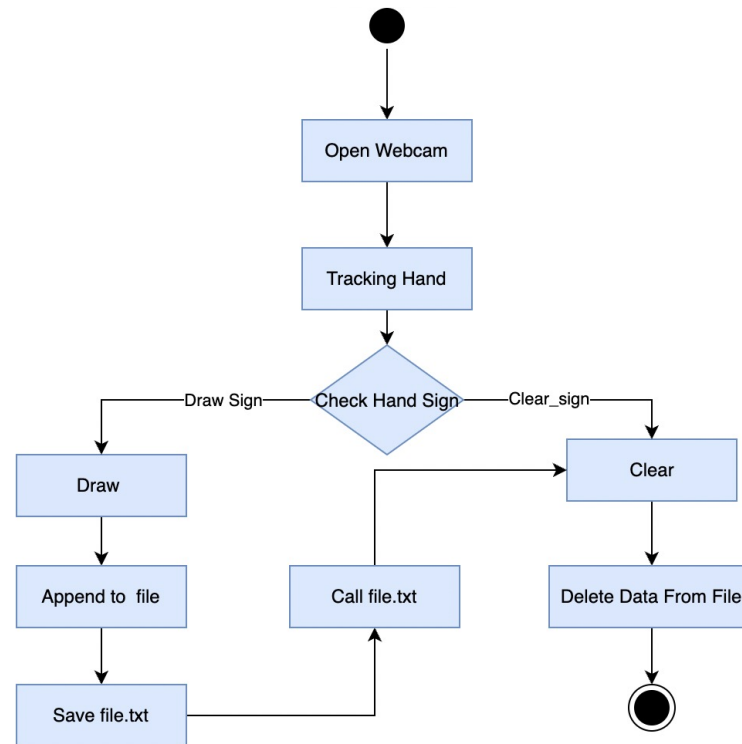 Open Webcam
Tracking Hand
Check Hand Sign
Draw Sign
Clear_sign
Draw
Clear
Append to file
Call file.txt
Delete Data From File
Save file.txt